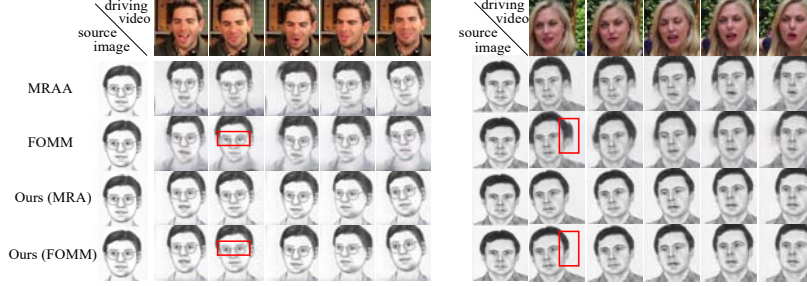 driving
video
source
image
driving
video
source
image
MRAA
FOMM
Ours (MRA)
Ours (FOMM)